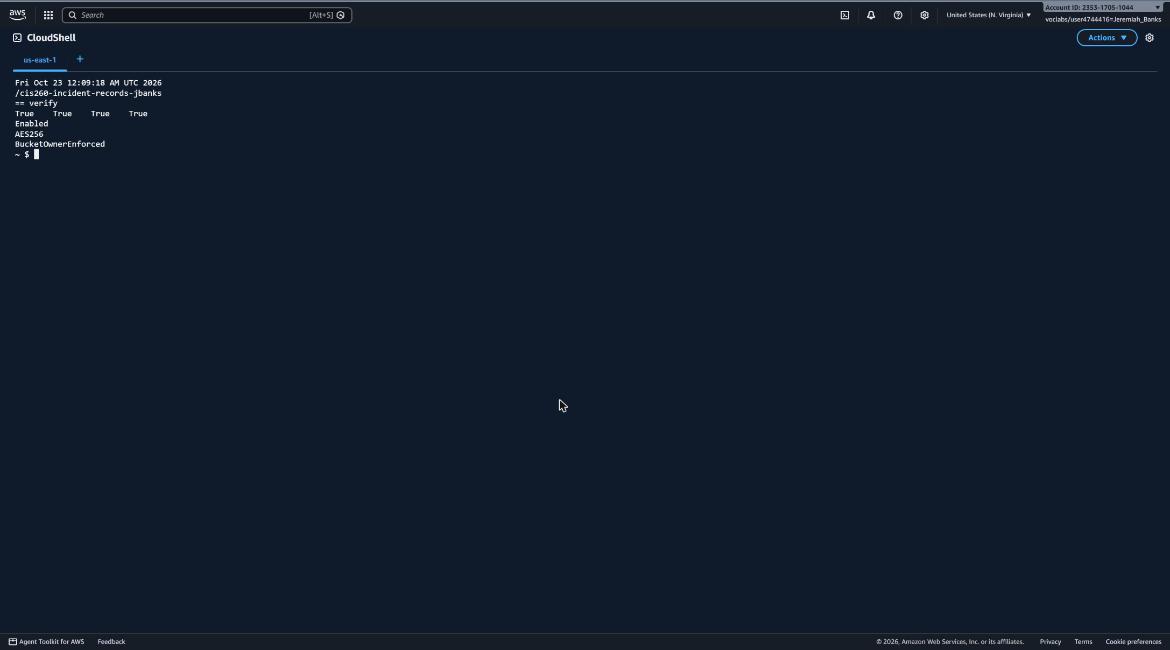 aws
Search [Alt+S]
United States (N. Virginia) ▼
Account ID: 2353-1705-1044 ▼
voclabs/user4744416=Jeremiah_Banks
CloudShell
Actions ▼
us-east-1 +
Fri Oct 23 12:09:18 AM UTC 2026
/cis260-incident-records-jbanks
== verify
True True True True
Enabled
AES256
BucketOwnerEnforced
~ $
Agent Toolkit for AWS Feedback © 2026, Amazon Web Services, Inc. or its affiliates. Privacy Terms Cookie preferences